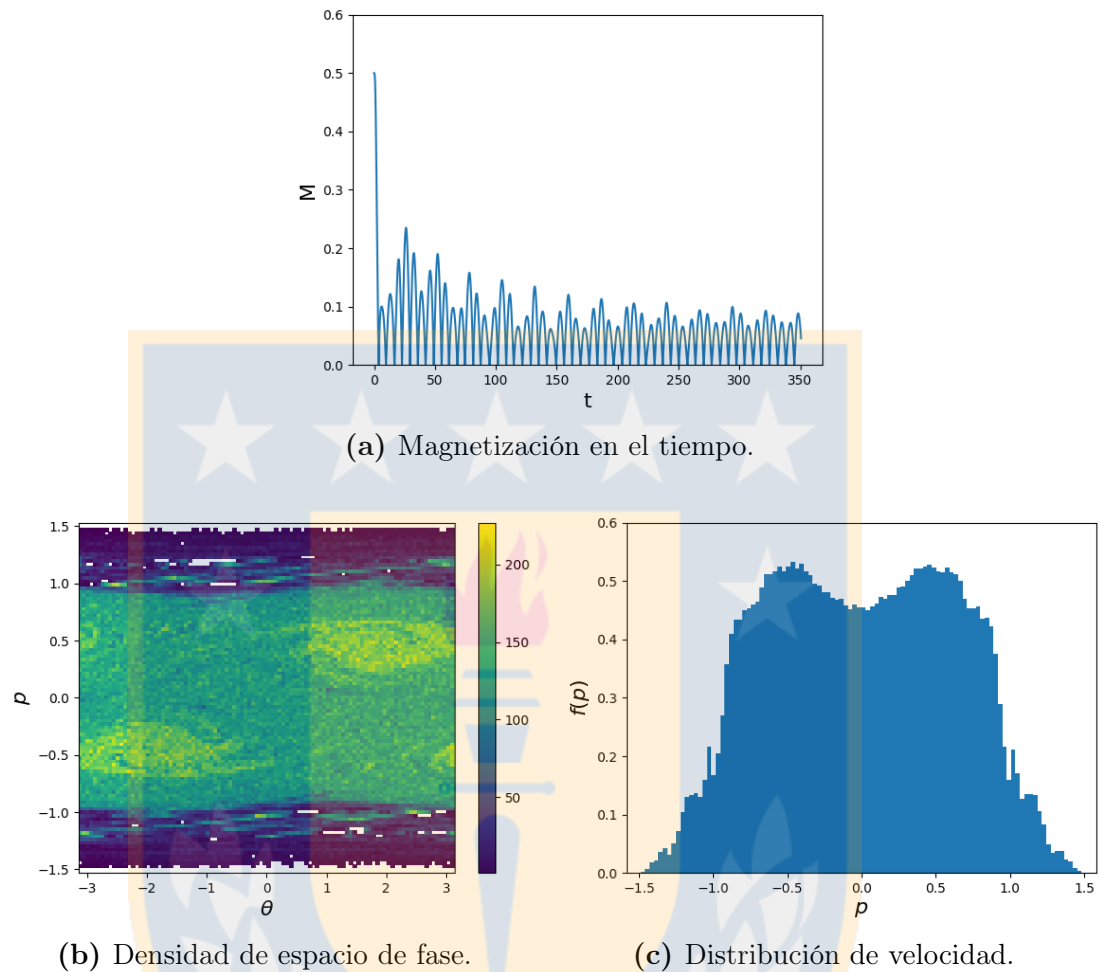 0.6
0.5
0.4
0.3
0.2
0.1
0.0
M
0 50 100 150 200 250 300 350
t
(a) Magnetización en el tiempo.
1.5
1.0
0.5
0.0
−0.5
−1.0
−1.5
p
−3 −2 −1 0 1 2 3
θ
200
150
100
50
(b) Densidad de espacio de fase.
0.6
0.5
0.4
0.3
0.2
0.1
0.0
f(p)
−1.5 −1.0 −0.5 0.0 0.5 1.0 1.5
p
(c) Distribución de velocidad.